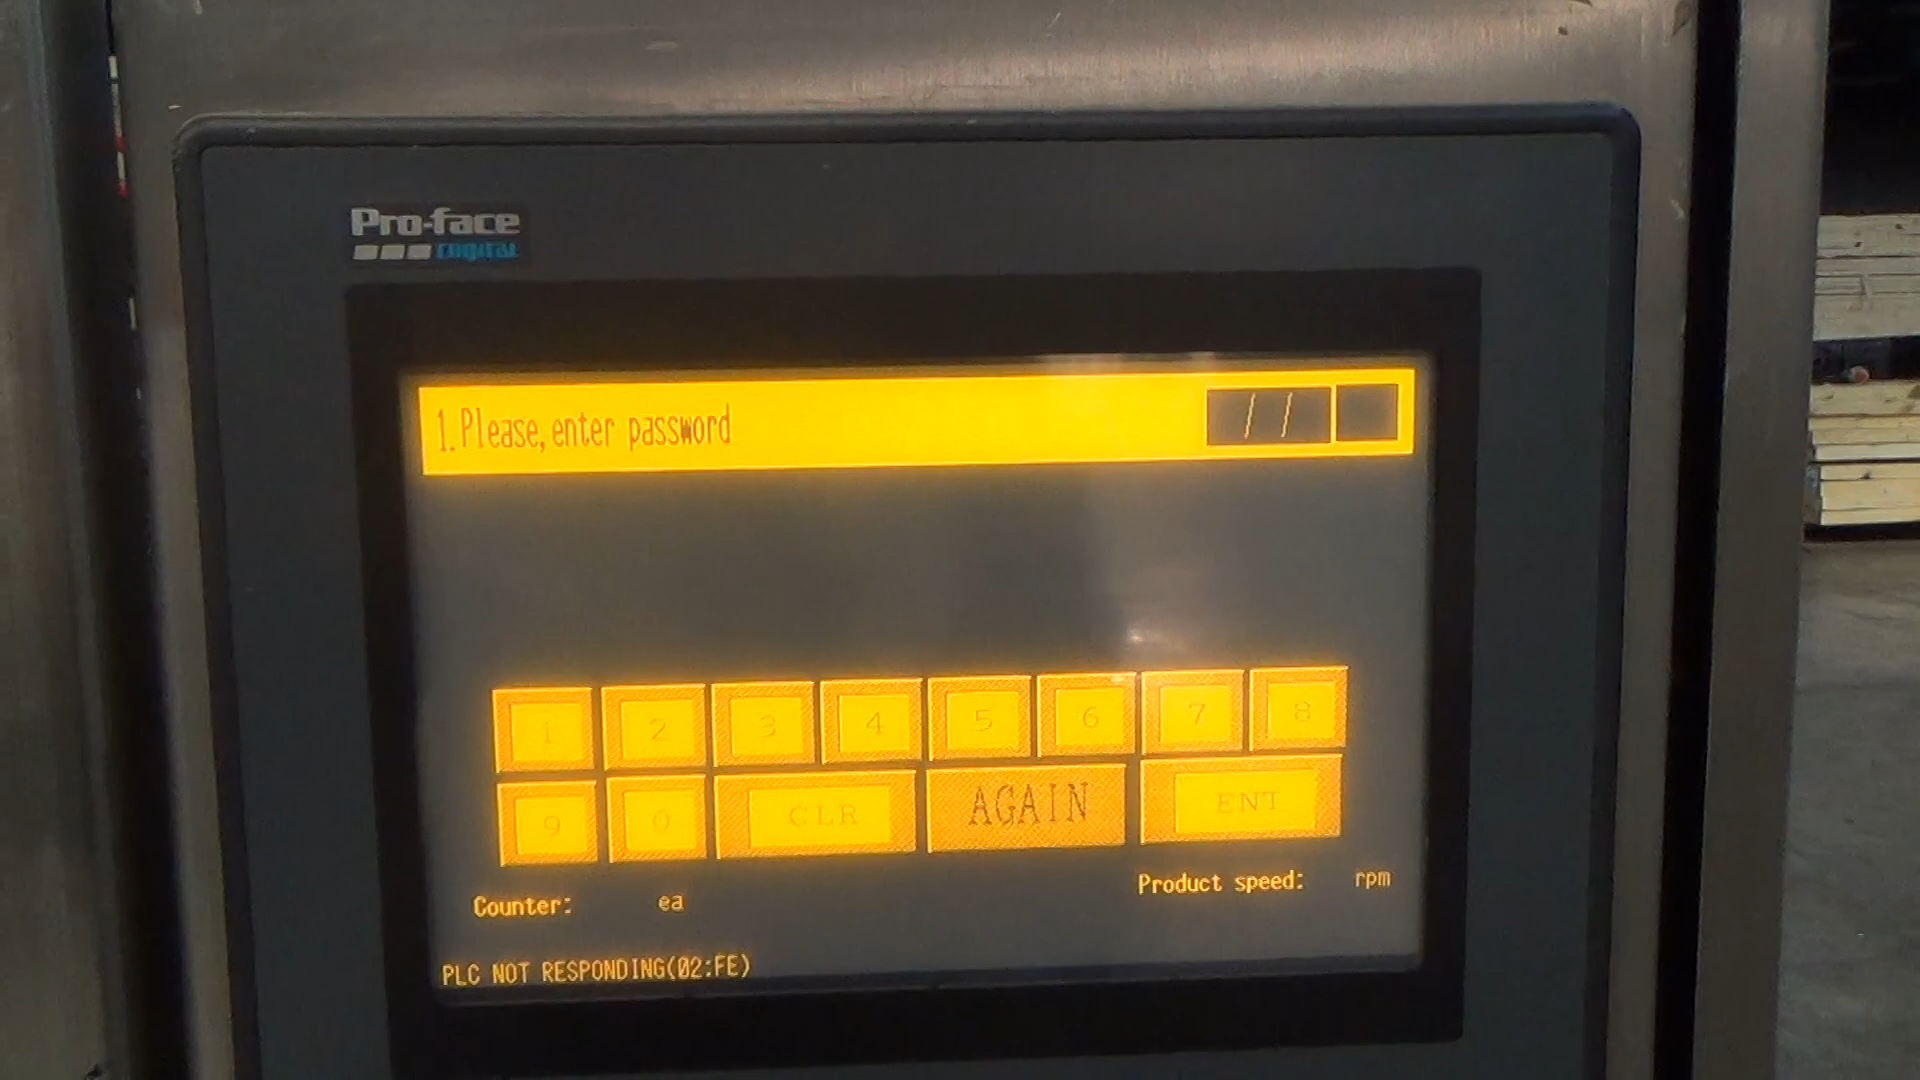 Pro-face
DIGITAL
1.Please,enter password
/ /
1 2 3 4 5 6 7 8
9 0 CLR AGAIN ENT
Counter: ea
Product speed: rpm
PLC NOT RESPONDING(02:FE)